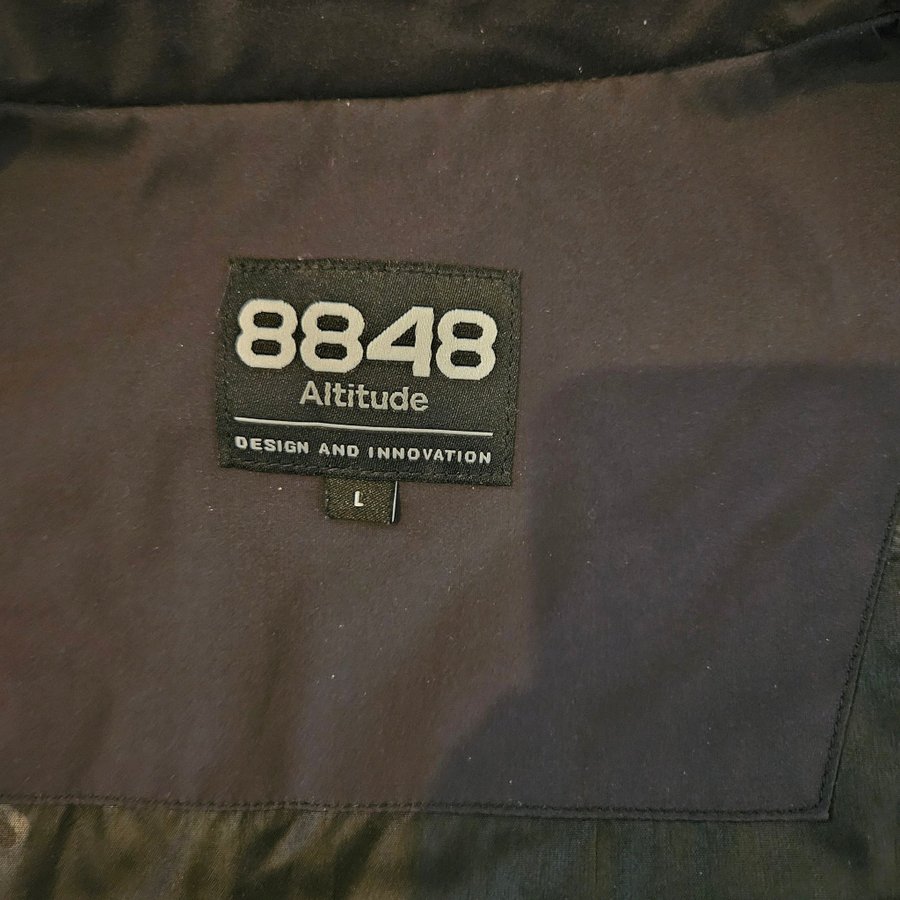 8848
Altitude
DESIGN AND INNOVATION
L